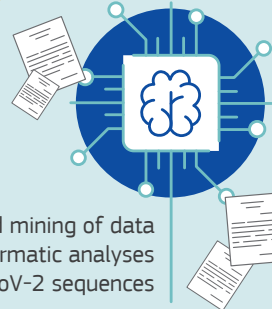 mining of data
rmatic analyses
oV-2 sequences